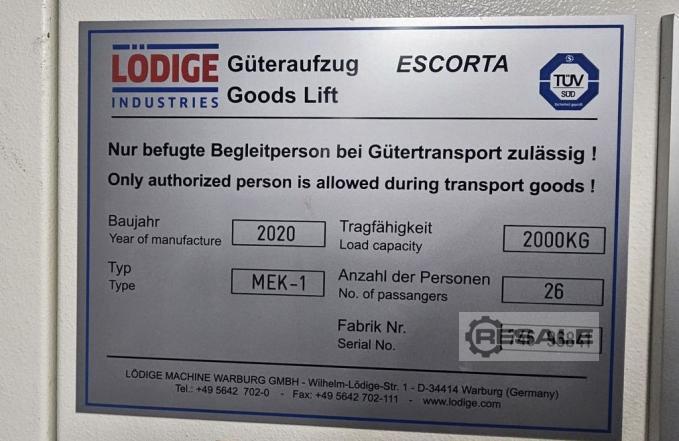 LÖDIGE
INDUSTRIES
Güteraufzug ESCORTA
Goods Lift
TÜV
SÜD
Nur befugte Begleitperson bei Gütertransport zulässig !
Only authorized person is allowed during transport goods !
Baujahr
Year of manufacture
2020
Tragfähigkeit
Load capacity
2000KG
Typ
Type
MEK-1
Anzahl der Personen
No. of passangers
26
Fabrik Nr.
Serial No.
RESALE
LÖDIGE MACHINE WARBURG GMBH - Wilhelm-Lödige-Str. 1 - D-34414 Warburg (Germany)
Tel.: +49 5642 702-0 - Fax: +49 5642 702-111 - www.lodige.com